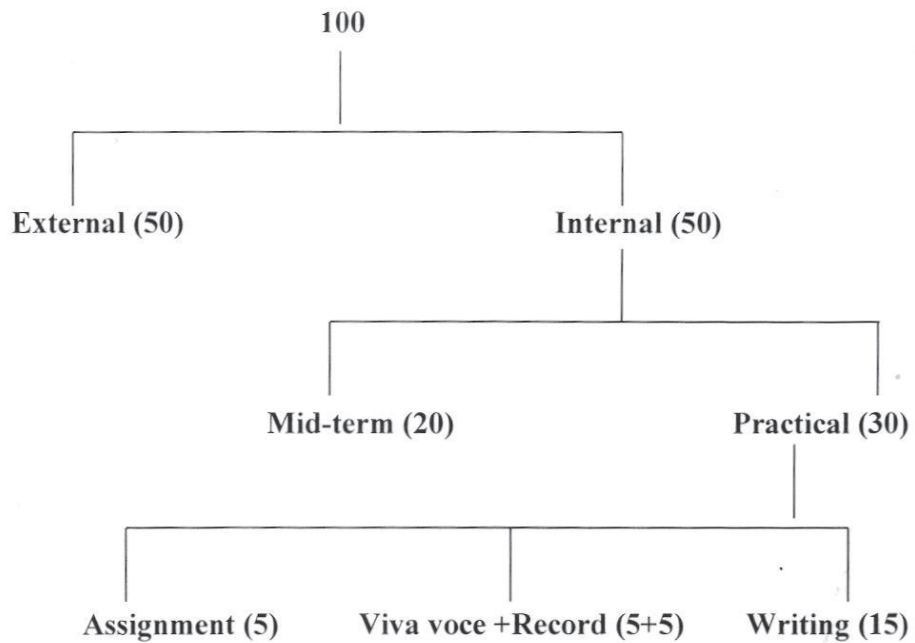 100
External (50) Internal (50)
Mid-term (20) Practical (30)
Assignment (5) Viva voce +Record (5+5) Writing (15)